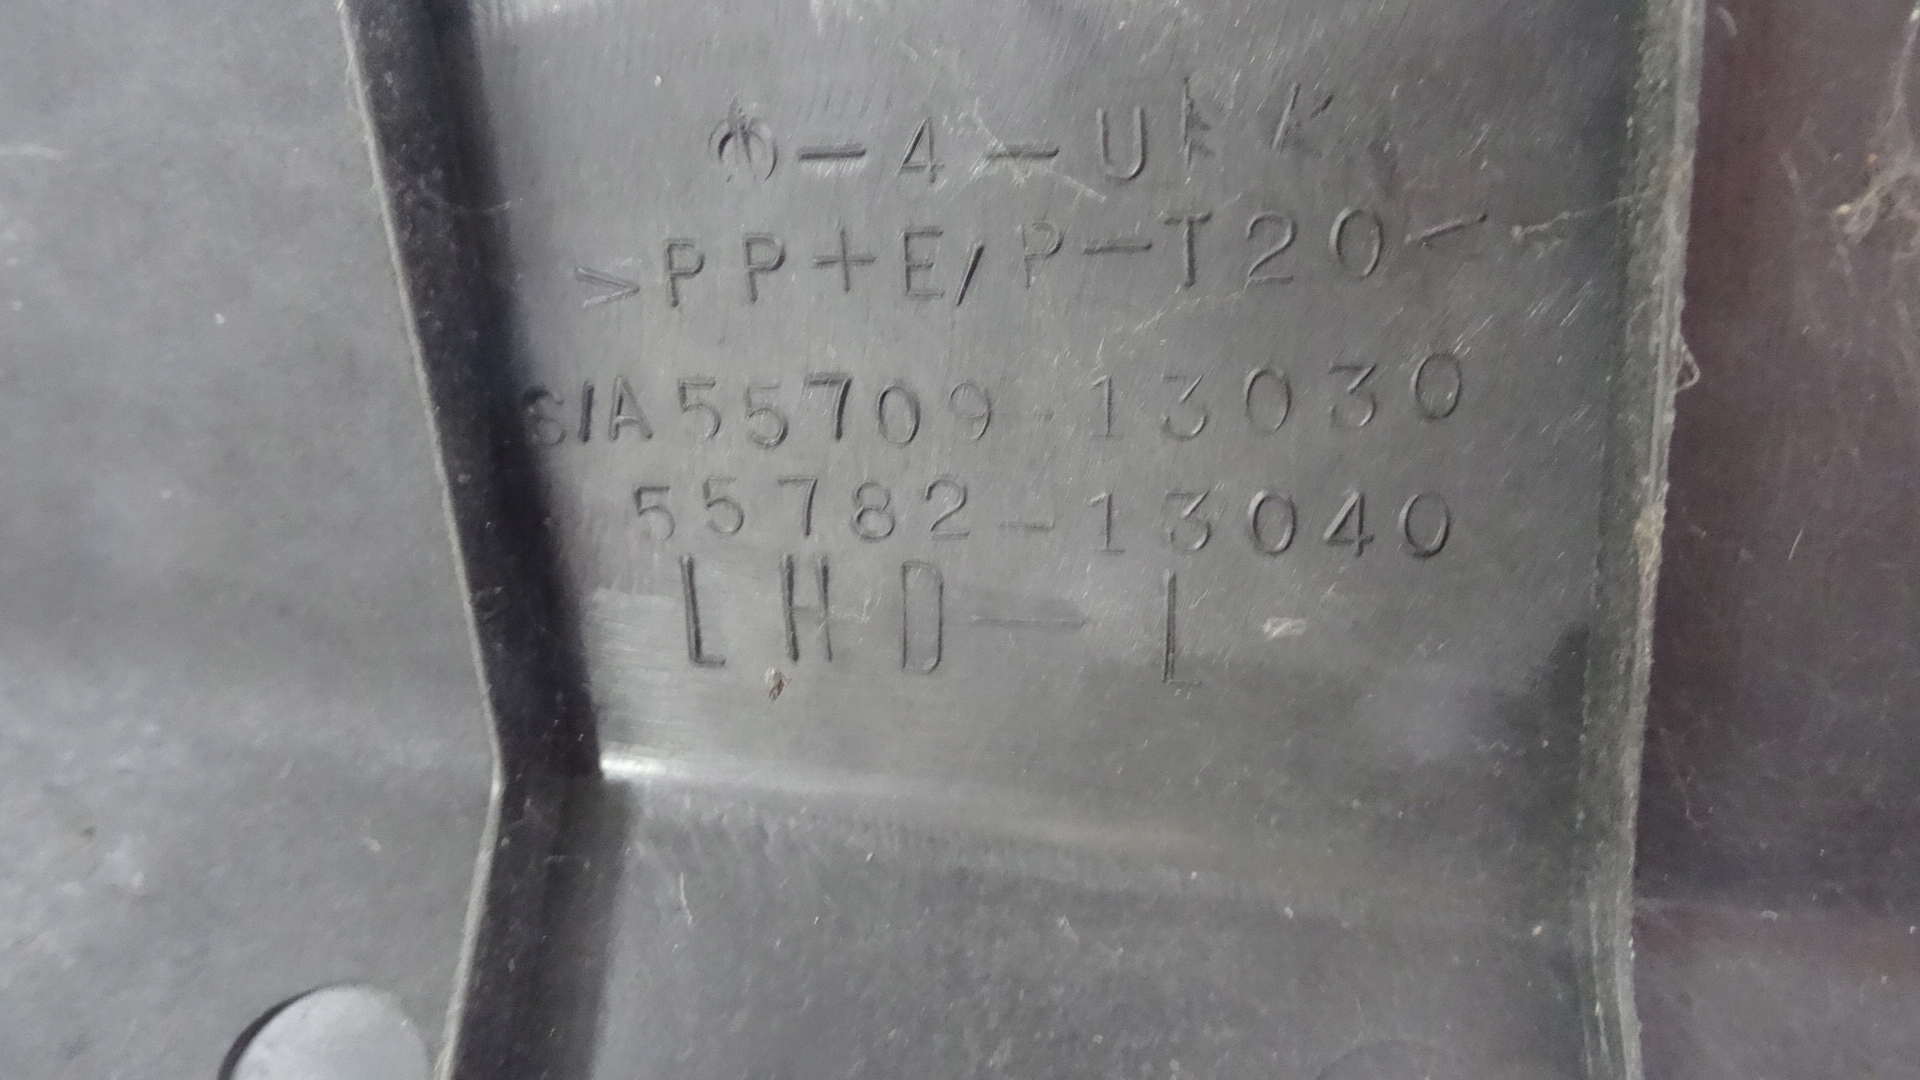 -4-U
>PP+E/P-T20<
S/A55709-13030
55782-13040
LHD-L